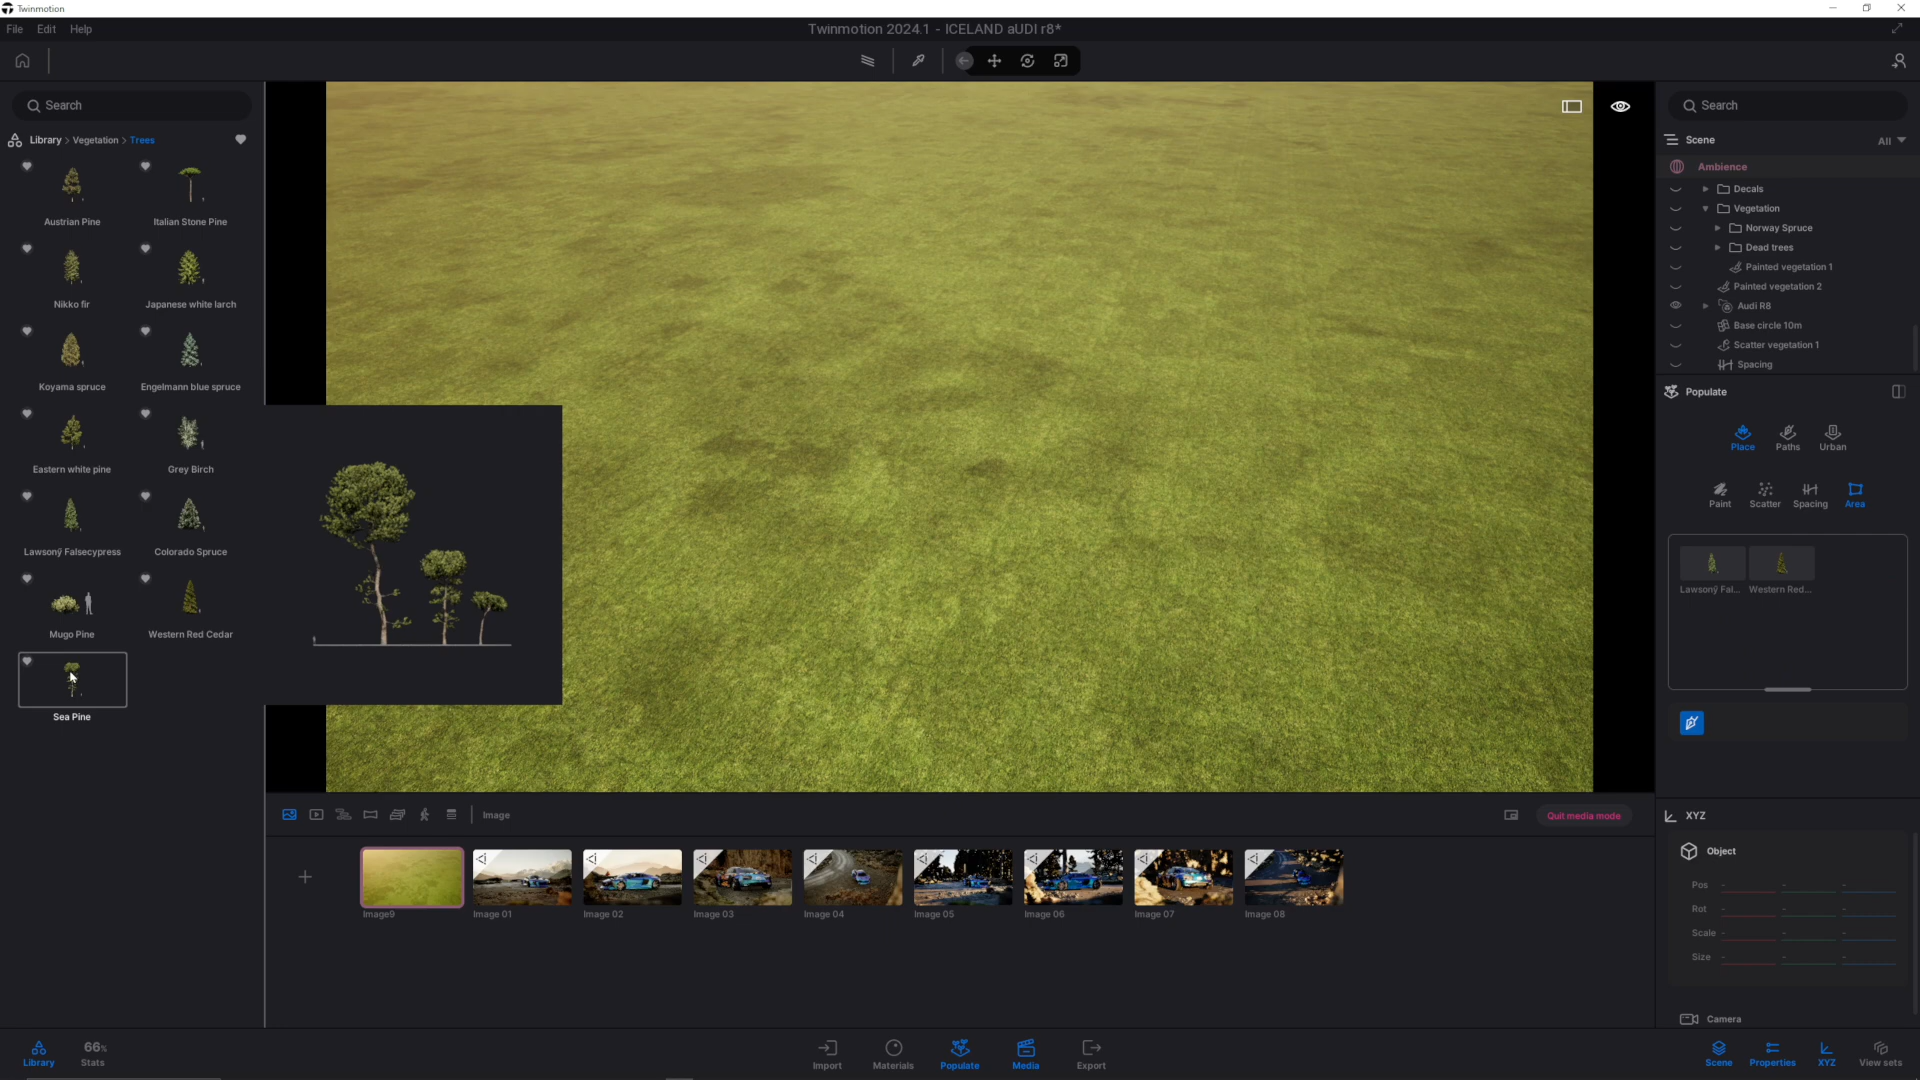 Twinmotion
File Edit Help
Twinmotion 2024.1 - ICELAND aUDI r8*
Search
Library > Vegetation > Trees
Austrian Pine
Italian Stone Pine
Nikko fir
Japanese white larch
Koyama spruce
Engelmann blue spruce
Eastern white pine
Grey Birch
Lawsonÿ Falsecypress
Colorado Spruce
Mugo Pine
Western Red Cedar
Sea Pine
Search
Scene All
Ambience
Decals
Vegetation
Norway Spruce
Dead trees
Painted vegetation 1
Painted vegetation 2
Audi R8
Base circle 10m
Scatter vegetation 1
Spacing
Populate
Place Paths Urban
Paint Scatter Spacing Area
Lawsonÿ Fal... Western Red...
XYZ
Object
Pos - - -
Rot - - -
Scale - - -
Size - - -
Camera
Image
Quit media mode
Image9 Image 01 Image 02 Image 03 Image 04 Image 05 Image 06 Image 07 Image 08
66%
Library Stats
Import Materials Populate Media Export
Scene Properties XYZ View sets